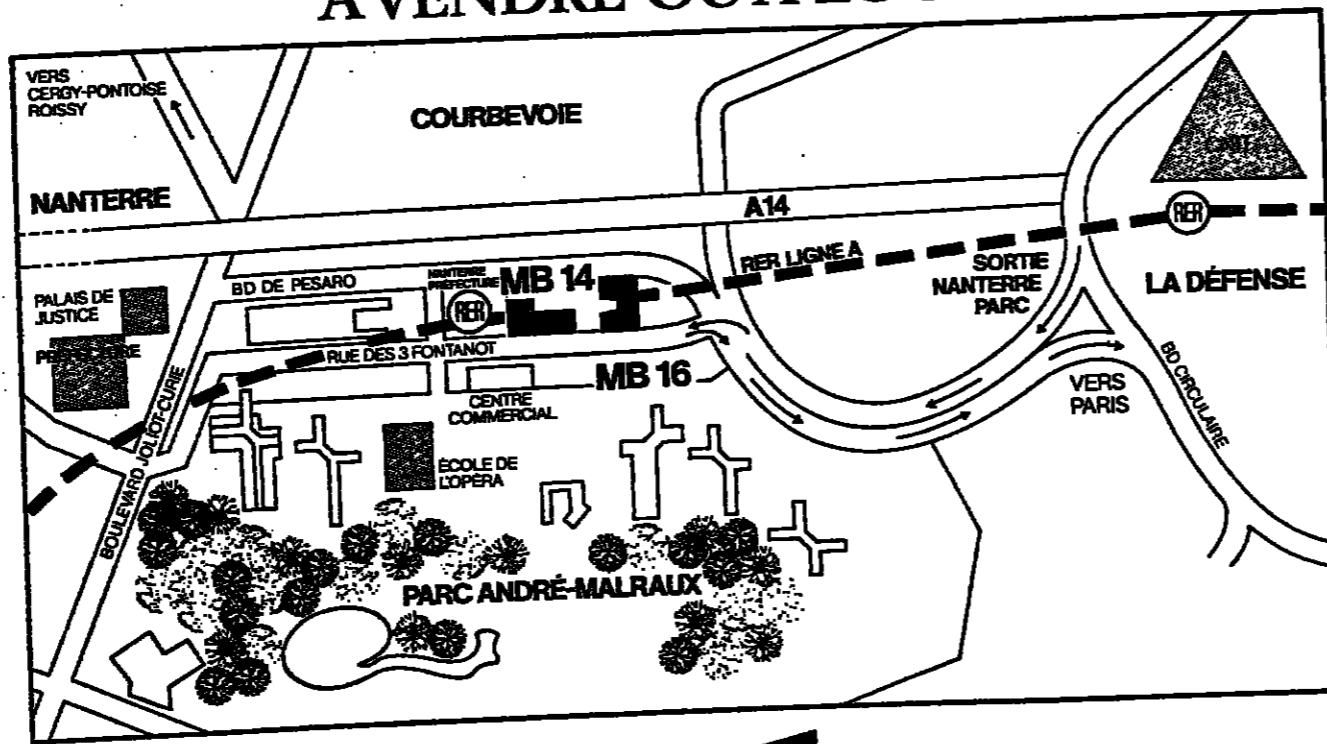 A VENDRE OU A
VERS
CERGY-PONTOISE
ROISSY
COURBEVOIE
CNIT
NANTERRE
A14
RER
RER LIGNE A
SORTIE
NANTERRE
PARC
LA DÉFENSE
BD DE PESARO
NANTERRE
PRÉFECTURE
RER
MB 14
PALAIS DE
JUSTICE
PRÉFECTURE
RUE DES 3 FONTANOT
MB 16
CENTRE
COMMERCIAL
VERS
PARIS
BD CIRCULAIRE
BOULEVARD JOLIOT-CURIE
ÉCOLE DE
L'OPÉRA
PARC ANDRÉ-MALRAUX